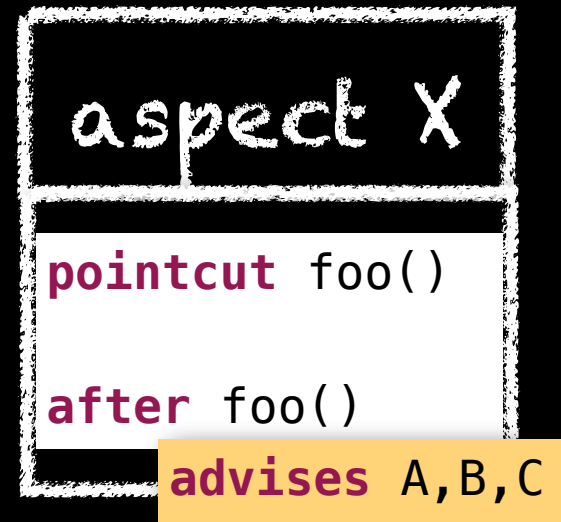 aspect X
pointcut foo()
after foo()
advises A,B,C